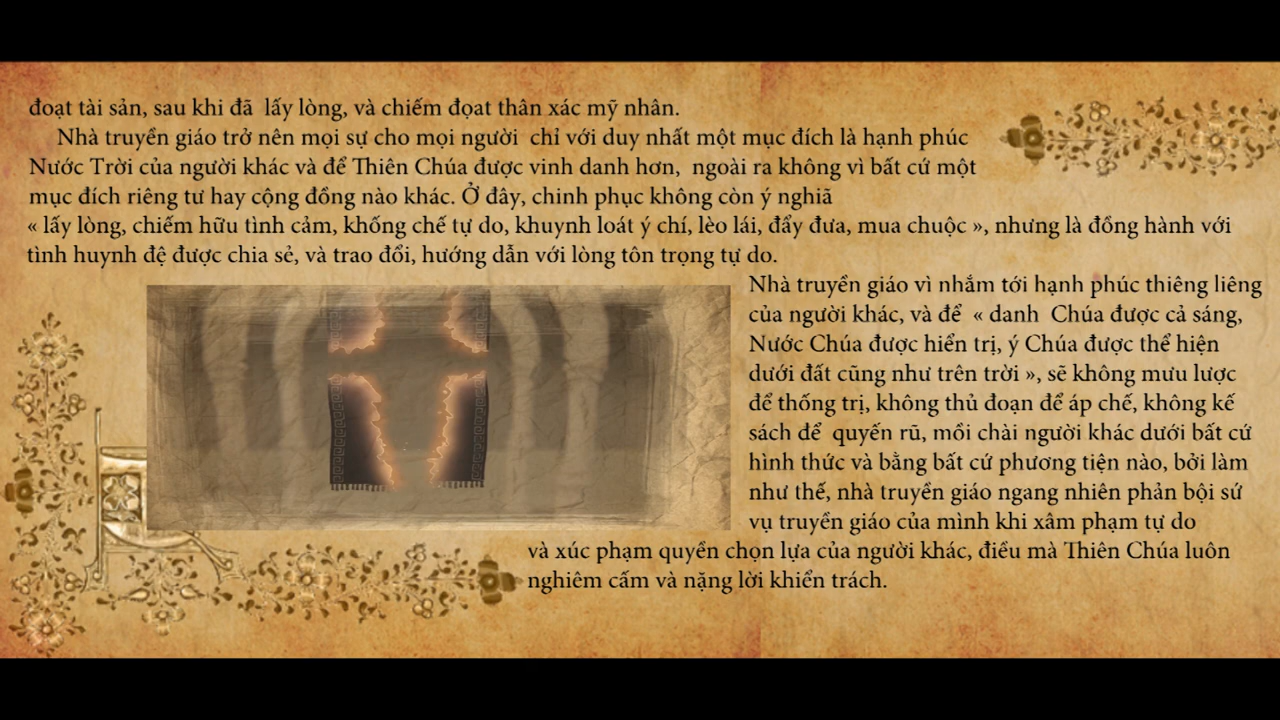 đoạt tài sản, sau khi đã lấy lòng, và chiếm đọat thân xác mỹ nhân.
Nhà truyền giáo trở nên mọi sự cho mọi người chỉ với duy nhất một mục đích là hạnh phúc
Nước Trời của người khác và để Thiên Chúa được vinh danh hơn, ngoài ra không vì bất cứ một
mục đích riêng tư hay cộng đồng nào khác. Ở đây, chinh phục không còn ý nghiã
« lấy lòng, chiếm hữu tình cảm, khống chế tự do, khuynh loát ý chí, lèo lái, đẩy đưa, mua chuộc », nhưng là đồng hành với
tình huynh đệ được chia sẻ, và trao đổi, hướng dẫn với lòng tôn trọng tự do.
Nhà truyền giáo vì nhắm tới hạnh phúc thiêng liêng
của người khác, và để « danh Chúa được cả sáng,
Nước Chúa được hiển trị, ý Chúa được thể hiện
dưới đất cũng như trên trời », sẽ không mưu lược
để thống trị, không thủ đoạn để áp chế, không kế
sách để quyến rũ, mồi chài người khác dưới bất cứ
hình thức và bằng bất cứ phương tiện nào, bởi làm
như thế, nhà truyền giáo ngang nhiên phản bội sứ
vụ truyền giáo của mình khi xâm phạm tự do
và xúc phạm quyền chọn lựa của người khác, điều mà Thiên Chúa luôn
nghiêm cấm và nặng lời khiển trách.